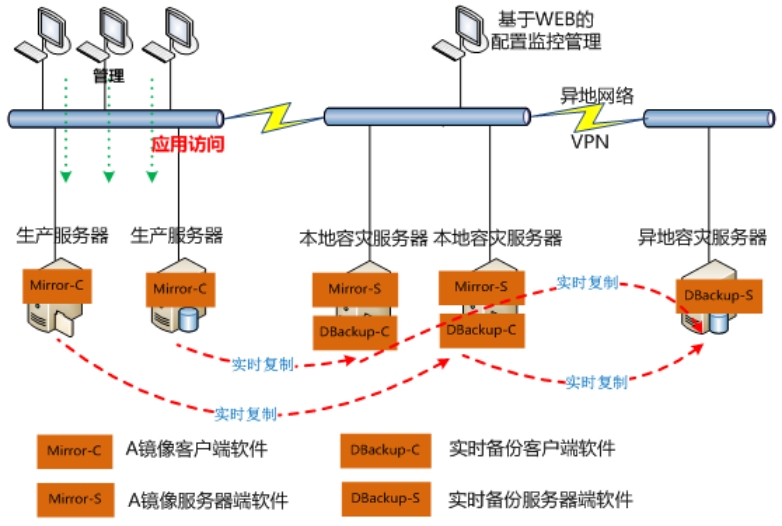 管理
基于WEB的
配置监控管理
异地网络
VPN
应用访问
生产服务器
生产服务器
本地容灾服务器
本地容灾服务器
异地容灾服务器
Mirror-C
Mirror-C
Mirror-S
DBackup-C
Mirror-S
DBackup-C
DBackup-S
实时复制
实时复制
实时复制
实时复制
Mirror-C
A镜像客户端软件
DBackup-C
实时备份客户端软件
Mirror-S
A镜像服务器端软件
DBackup-S
实时备份服务器端软件